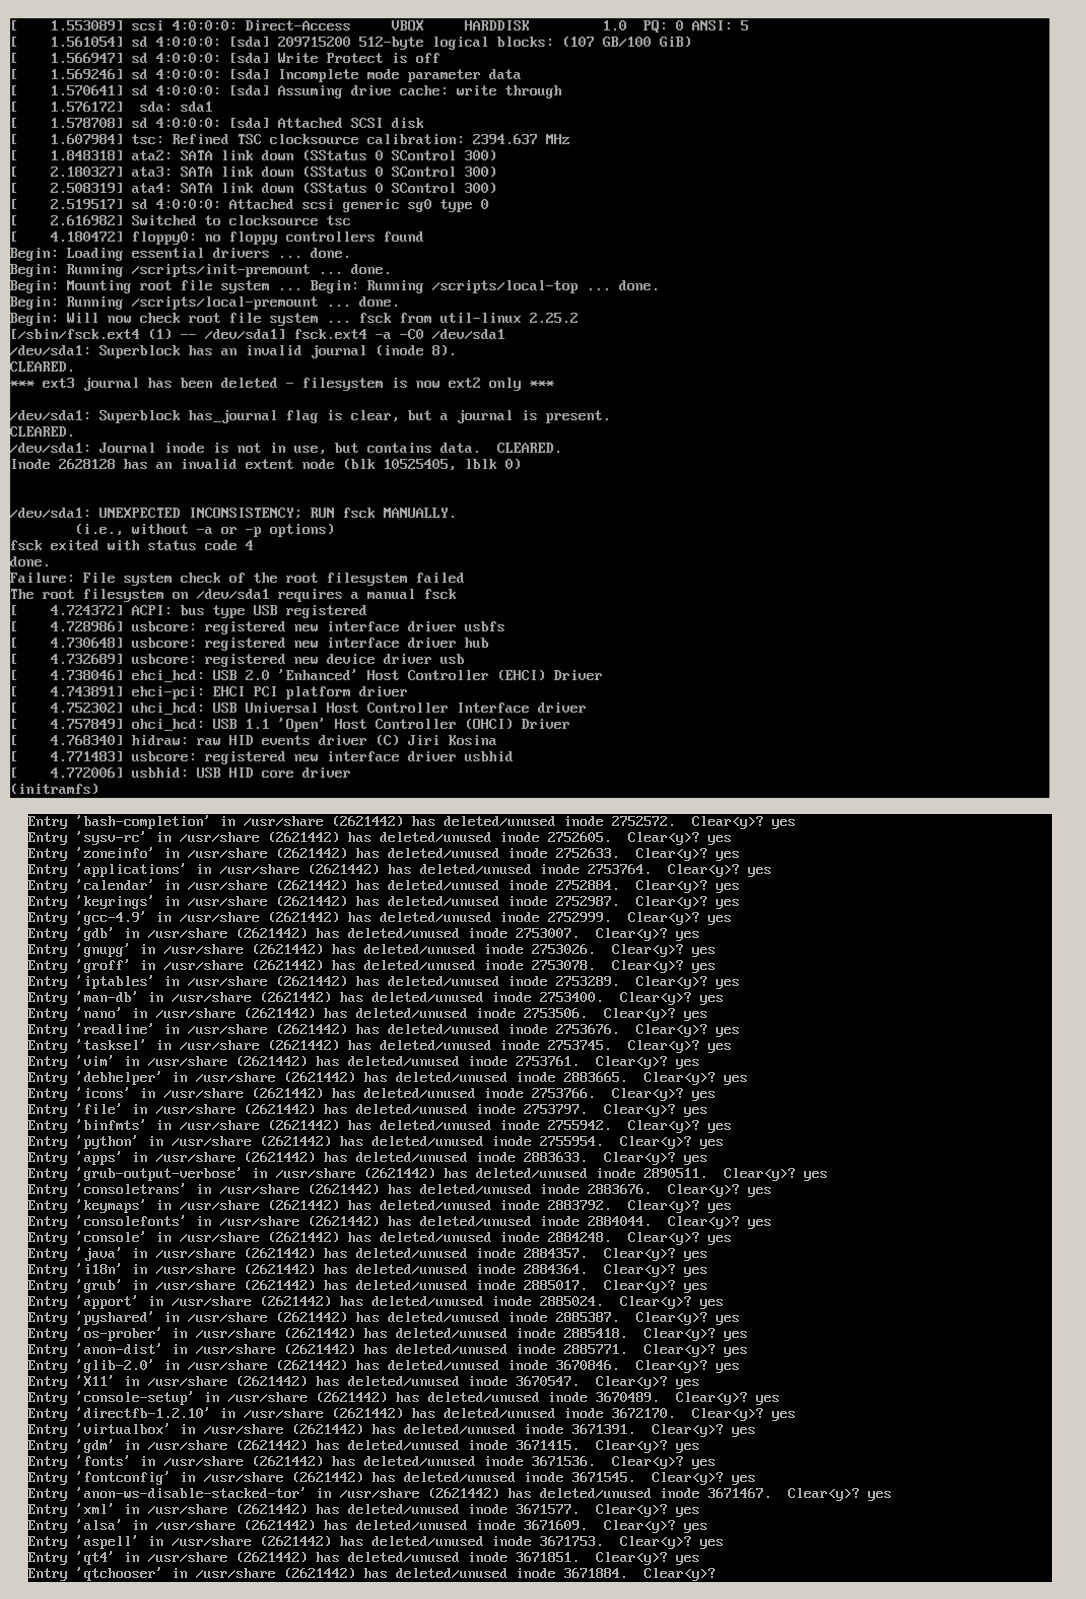 [    1.553089] scsi 4:0:0:0: Direct-Access     VBOX     HARDDISK         1.0  PQ: 0 ANSI: 5
[    1.561054] sd 4:0:0:0: [sda] 209715200 512-byte logical blocks: (107 GB/100 GiB)
[    1.566947] sd 4:0:0:0: [sda] Write Protect is off
[    1.569246] sd 4:0:0:0: [sda] Incomplete mode parameter data
[    1.570641] sd 4:0:0:0: [sda] Assuming drive cache: write through
[    1.576172]  sda: sda1
[    1.578708] sd 4:0:0:0: [sda] Attached SCSI disk
[    1.607984] tsc: Refined TSC clocksource calibration: 2394.637 MHz
[    1.848318] ata2: SATA link down (SStatus 0 SControl 300)
[    2.180327] ata3: SATA link down (SStatus 0 SControl 300)
[    2.508319] ata4: SATA link down (SStatus 0 SControl 300)
[    2.519517] sd 4:0:0:0: Attached scsi generic sg0 type 0
[    2.616982] Switched to clocksource tsc
[    4.180472] floppy0: no floppy controllers found
Begin: Loading essential drivers ... done.
Begin: Running /scripts/init-premount ... done.
Begin: Mounting root file system ... Begin: Running /scripts/local-top ... done.
Begin: Running /scripts/local-premount ... done.
Begin: Will now check root file system ... fsck from util-linux 2.25.2
[/sbin/fsck.ext4 (1) -- /dev/sda1] fsck.ext4 -a -C0 /dev/sda1
/dev/sda1: Superblock has an invalid journal (inode 8).
CLEARED.
*** ext3 journal has been deleted - filesystem is now ext2 only ***
/dev/sda1: Superblock has_journal flag is clear, but a journal is present.
CLEARED.
/dev/sda1: Journal inode is not in use, but contains data.  CLEARED.
Inode 2628128 has an invalid extent node (blk 10525405, lblk 0)
/dev/sda1: UNEXPECTED INCONSISTENCY; RUN fsck MANUALLY.
        (i.e., without -a or -p options)
fsck exited with status code 4
done.
Failure: File system check of the root filesystem failed
The root filesystem on /dev/sda1 requires a manual fsck
[    4.724372] ACPI: bus type USB registered
[    4.728986] usbcore: registered new interface driver usbfs
[    4.730648] usbcore: registered new interface driver hub
[    4.732689] usbcore: registered new device driver usb
[    4.738046] ehci_hcd: USB 2.0 'Enhanced' Host Controller (EHCI) Driver
[    4.743891] ehci-pci: EHCI PCI platform driver
[    4.752302] uhci_hcd: USB Universal Host Controller Interface driver
[    4.757849] ohci_hcd: USB 1.1 'Open' Host Controller (OHCI) Driver
[    4.768340] hidraw: raw HID events driver (C) Jiri Kosina
[    4.771483] usbcore: registered new interface driver usbhid
[    4.772006] usbhid: USB HID core driver
(initramfs)
Entry 'bash-completion' in /usr/share (2621442) has deleted/unused inode 2752572.  Clear<y>? yes
Entry 'sysv-rc' in /usr/share (2621442) has deleted/unused inode 2752605.  Clear<y>? yes
Entry 'zoneinfo' in /usr/share (2621442) has deleted/unused inode 2752633.  Clear<y>? yes
Entry 'applications' in /usr/share (2621442) has deleted/unused inode 2753764.  Clear<y>? yes
Entry 'calendar' in /usr/share (2621442) has deleted/unused inode 2752884.  Clear<y>? yes
Entry 'keyrings' in /usr/share (2621442) has deleted/unused inode 2752987.  Clear<y>? yes
Entry 'gcc-4.9' in /usr/share (2621442) has deleted/unused inode 2752999.  Clear<y>? yes
Entry 'gdb' in /usr/share (2621442) has deleted/unused inode 2753007.  Clear<y>? yes
Entry 'gnupg' in /usr/share (2621442) has deleted/unused inode 2753026.  Clear<y>? yes
Entry 'groff' in /usr/share (2621442) has deleted/unused inode 2753078.  Clear<y>? yes
Entry 'iptables' in /usr/share (2621442) has deleted/unused inode 2753289.  Clear<y>? yes
Entry 'man-db' in /usr/share (2621442) has deleted/unused inode 2753400.  Clear<y>? yes
Entry 'nano' in /usr/share (2621442) has deleted/unused inode 2753506.  Clear<y>? yes
Entry 'readline' in /usr/share (2621442) has deleted/unused inode 2753676.  Clear<y>? yes
Entry 'tasksel' in /usr/share (2621442) has deleted/unused inode 2753745.  Clear<y>? yes
Entry 'vim' in /usr/share (2621442) has deleted/unused inode 2753761.  Clear<y>? yes
Entry 'debhelper' in /usr/share (2621442) has deleted/unused inode 2883665.  Clear<y>? yes
Entry 'icons' in /usr/share (2621442) has deleted/unused inode 2753766.  Clear<y>? yes
Entry 'file' in /usr/share (2621442) has deleted/unused inode 2753797.  Clear<y>? yes
Entry 'binfmts' in /usr/share (2621442) has deleted/unused inode 2755942.  Clear<y>? yes
Entry 'python' in /usr/share (2621442) has deleted/unused inode 2755954.  Clear<y>? yes
Entry 'apps' in /usr/share (2621442) has deleted/unused inode 2883633.  Clear<y>? yes
Entry 'grub-output-verbose' in /usr/share (2621442) has deleted/unused inode 2890511.  Clear<y>? yes
Entry 'consoletrans' in /usr/share (2621442) has deleted/unused inode 2883676.  Clear<y>? yes
Entry 'keymaps' in /usr/share (2621442) has deleted/unused inode 2883792.  Clear<y>? yes
Entry 'consolefonts' in /usr/share (2621442) has deleted/unused inode 2884044.  Clear<y>? yes
Entry 'console' in /usr/share (2621442) has deleted/unused inode 2884248.  Clear<y>? yes
Entry 'java' in /usr/share (2621442) has deleted/unused inode 2884357.  Clear<y>? yes
Entry 'i18n' in /usr/share (2621442) has deleted/unused inode 2884364.  Clear<y>? yes
Entry 'grub' in /usr/share (2621442) has deleted/unused inode 2885017.  Clear<y>? yes
Entry 'apport' in /usr/share (2621442) has deleted/unused inode 2885024.  Clear<y>? yes
Entry 'pyshared' in /usr/share (2621442) has deleted/unused inode 2885387.  Clear<y>? yes
Entry 'os-prober' in /usr/share (2621442) has deleted/unused inode 2885418.  Clear<y>? yes
Entry 'anon-dist' in /usr/share (2621442) has deleted/unused inode 2885771.  Clear<y>? yes
Entry 'glib-2.0' in /usr/share (2621442) has deleted/unused inode 3670846.  Clear<y>? yes
Entry 'X11' in /usr/share (2621442) has deleted/unused inode 3670547.  Clear<y>? yes
Entry 'console-setup' in /usr/share (2621442) has deleted/unused inode 3670489.  Clear<y>? yes
Entry 'directfb-1.2.10' in /usr/share (2621442) has deleted/unused inode 3672170.  Clear<y>? yes
Entry 'virtualbox' in /usr/share (2621442) has deleted/unused inode 3671391.  Clear<y>? yes
Entry 'gdm' in /usr/share (2621442) has deleted/unused inode 3671415.  Clear<y>? yes
Entry 'fonts' in /usr/share (2621442) has deleted/unused inode 3671536.  Clear<y>? yes
Entry 'fontconfig' in /usr/share (2621442) has deleted/unused inode 3671545.  Clear<y>? yes
Entry 'anon-ws-disable-stacked-tor' in /usr/share (2621442) has deleted/unused inode 3671467.  Clear<y>? yes
Entry 'xml' in /usr/share (2621442) has deleted/unused inode 3671577.  Clear<y>? yes
Entry 'alsa' in /usr/share (2621442) has deleted/unused inode 3671609.  Clear<y>? yes
Entry 'aspell' in /usr/share (2621442) has deleted/unused inode 3671753.  Clear<y>? yes
Entry 'qt4' in /usr/share (2621442) has deleted/unused inode 3671851.  Clear<y>? yes
Entry 'qtchooser' in /usr/share (2621442) has deleted/unused inode 3671884.  Clear<y>?